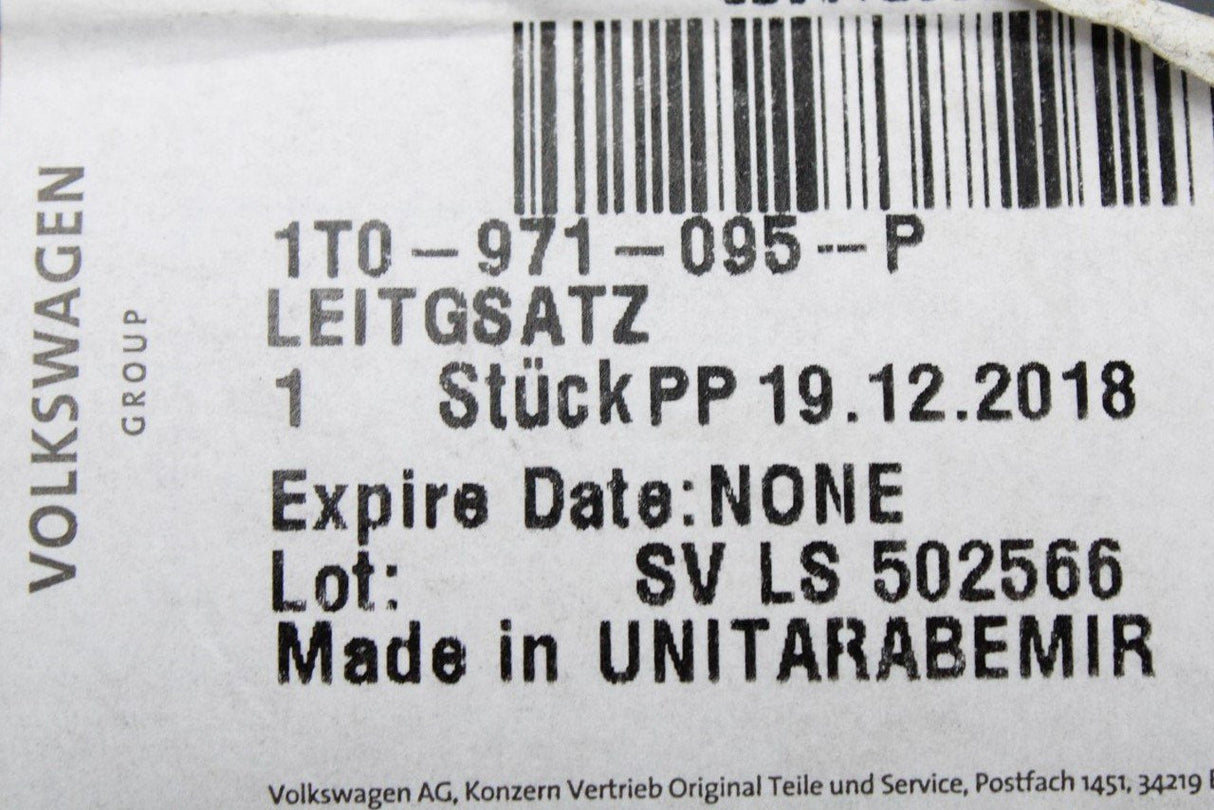 VOLKSWAGEN
GROUP
1T0-971-095--P
LEITGSATZ
1 Stück PP 19.12.2018
Expire Date:NONE
Lot: SV LS 502566
Made in UNITARABEMIR
Volkswagen AG, Konzern Vertrieb Original Teile und Service, Postfach 1451, 34219